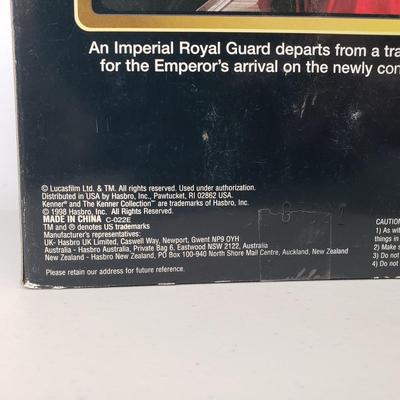 An Imperial Royal Guard departs from a tra
for the Emperor's arrival on the newly con
© Lucasfilm Ltd. & TM. All rights reserved. Used under authorization.
Distributed in USA by Hasbro, Inc., Pawtucket, RI 02862 USA.
Kenner® and The Kenner Collection™ are trademarks of Hasbro, Inc.
© 1998 Hasbro, Inc. All Rights Reserved.
MADE IN CHINA C-022E
TM and ® denotes US trademarks
Manufacturer's representatives:
UK- Hasbro UK Limited, Caswell Way, Newport, Gwent NP9 OYH
Australia - Hasbro Australia, Private Bag 6, Eastwood NSW 2122, Australia
New Zealand - Hasbro New Zealand, PO Box 100-940 North Shore Mail Centre, Auckland, New Zealand
Please retain our address for future reference.
CAUTION
1) As wit
things in
2) Make s
3) Do not
4) Do not